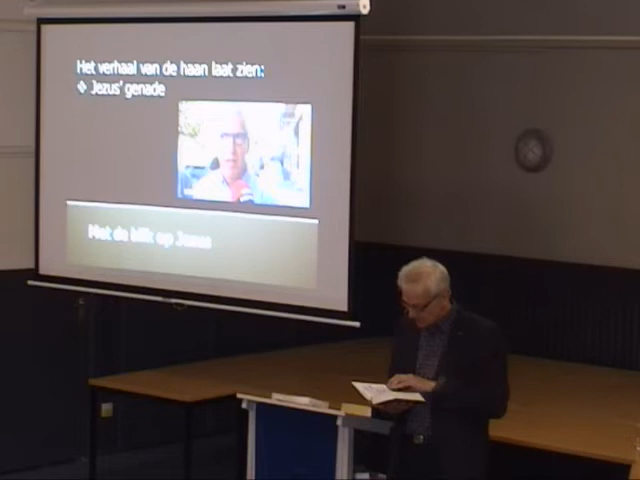 Het verhaal van de haan laat zien:
❖ Jezus' genade
Met de blik op Jezus